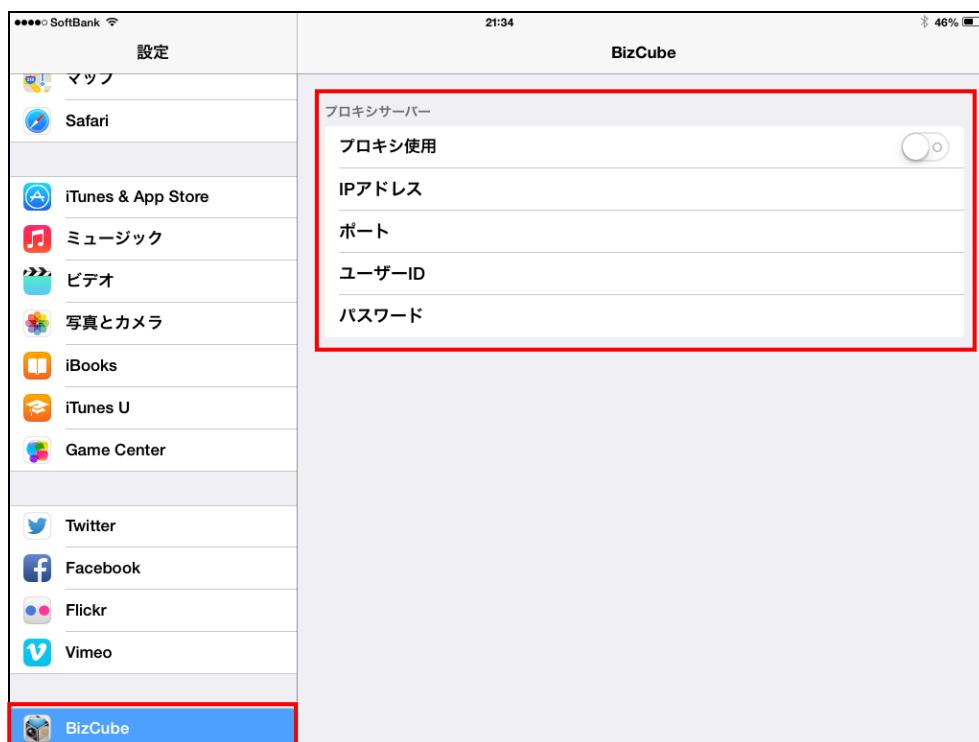 SoftBank
21:34
46%
設定
BizCube
マップ
Safari
iTunes & App Store
ミュージック
ビデオ
写真とカメラ
iBooks
iTunes U
Game Center
Twitter
Facebook
Flickr
Vimeo
BizCube
プロキシサーバー
プロキシ使用
IPアドレス
ポート
ユーザーID
パスワード